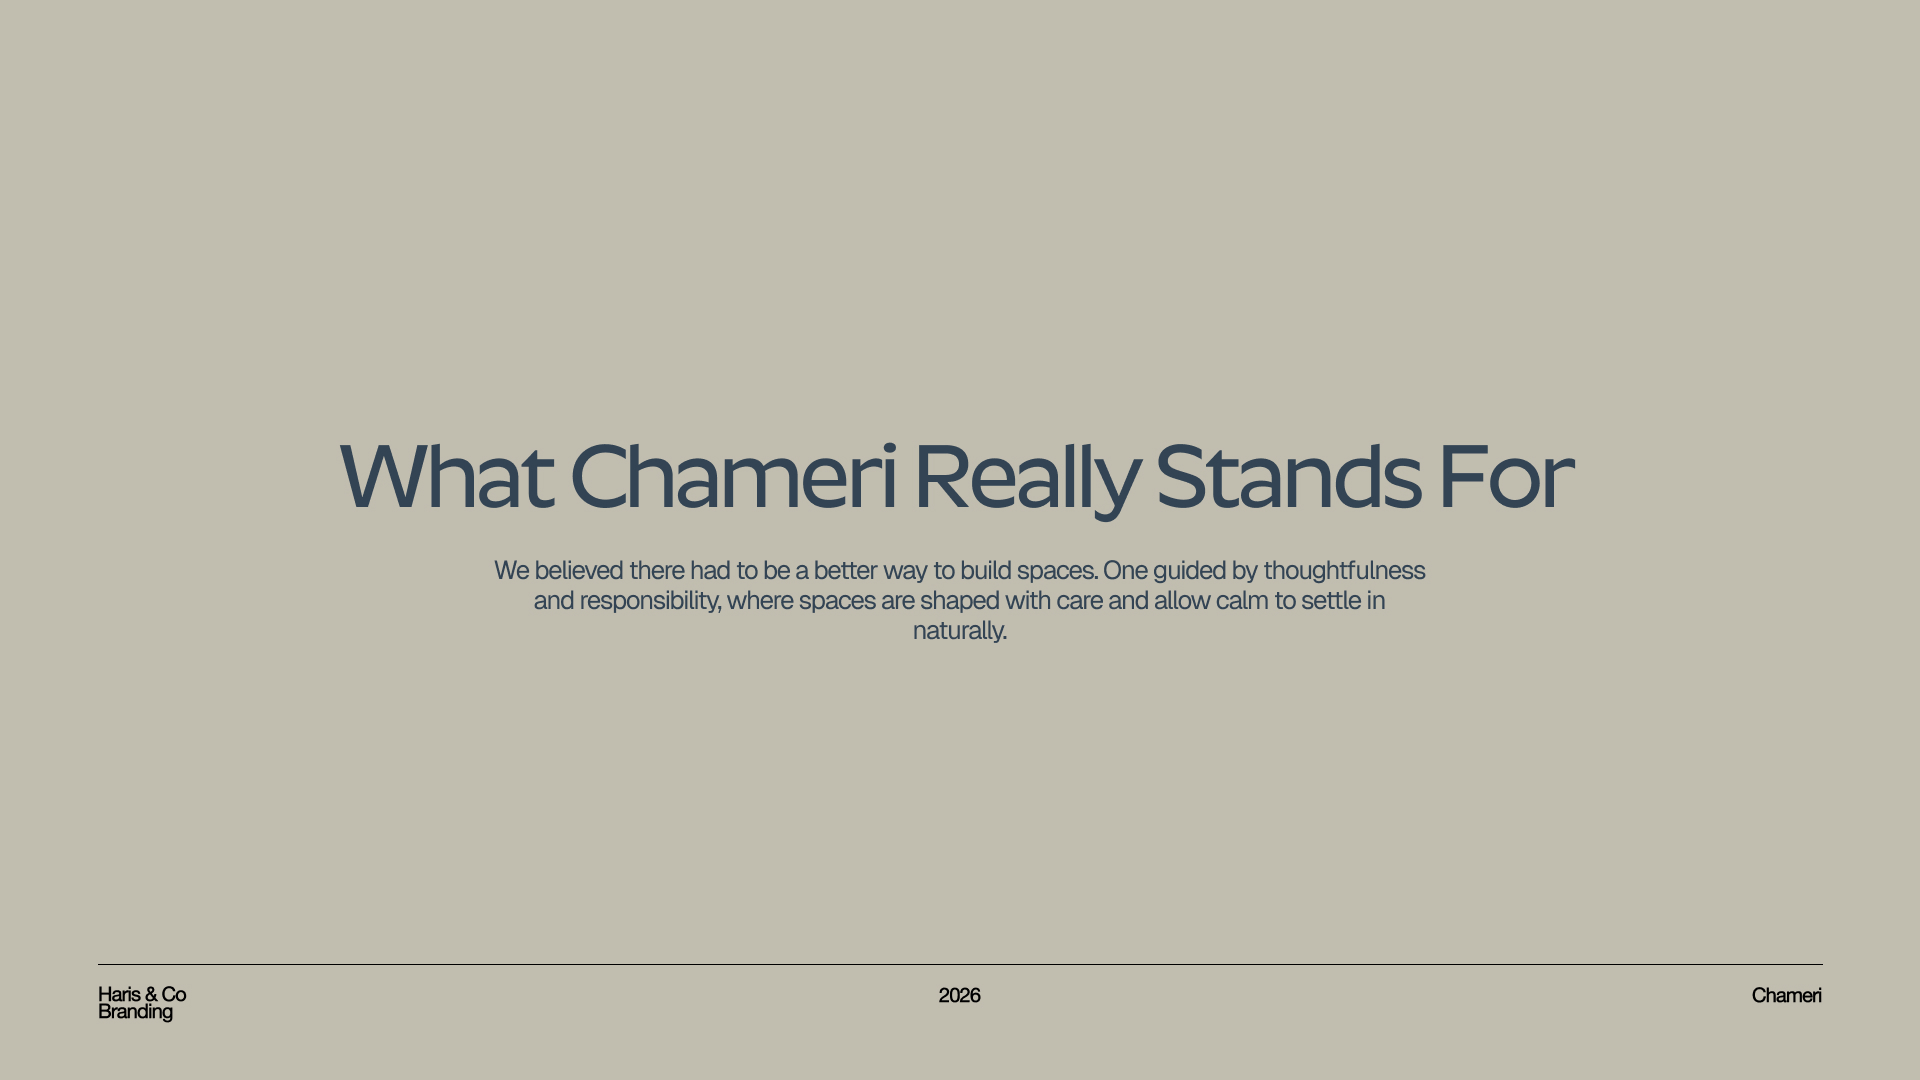 What Chameri Really Stands For
We believed there had to be a better way to build spaces. One guided by thoughtfulness
and responsibility, where spaces are shaped with care and allow calm to settle in
naturally.
Haris & Co
Branding
2026
Chameri